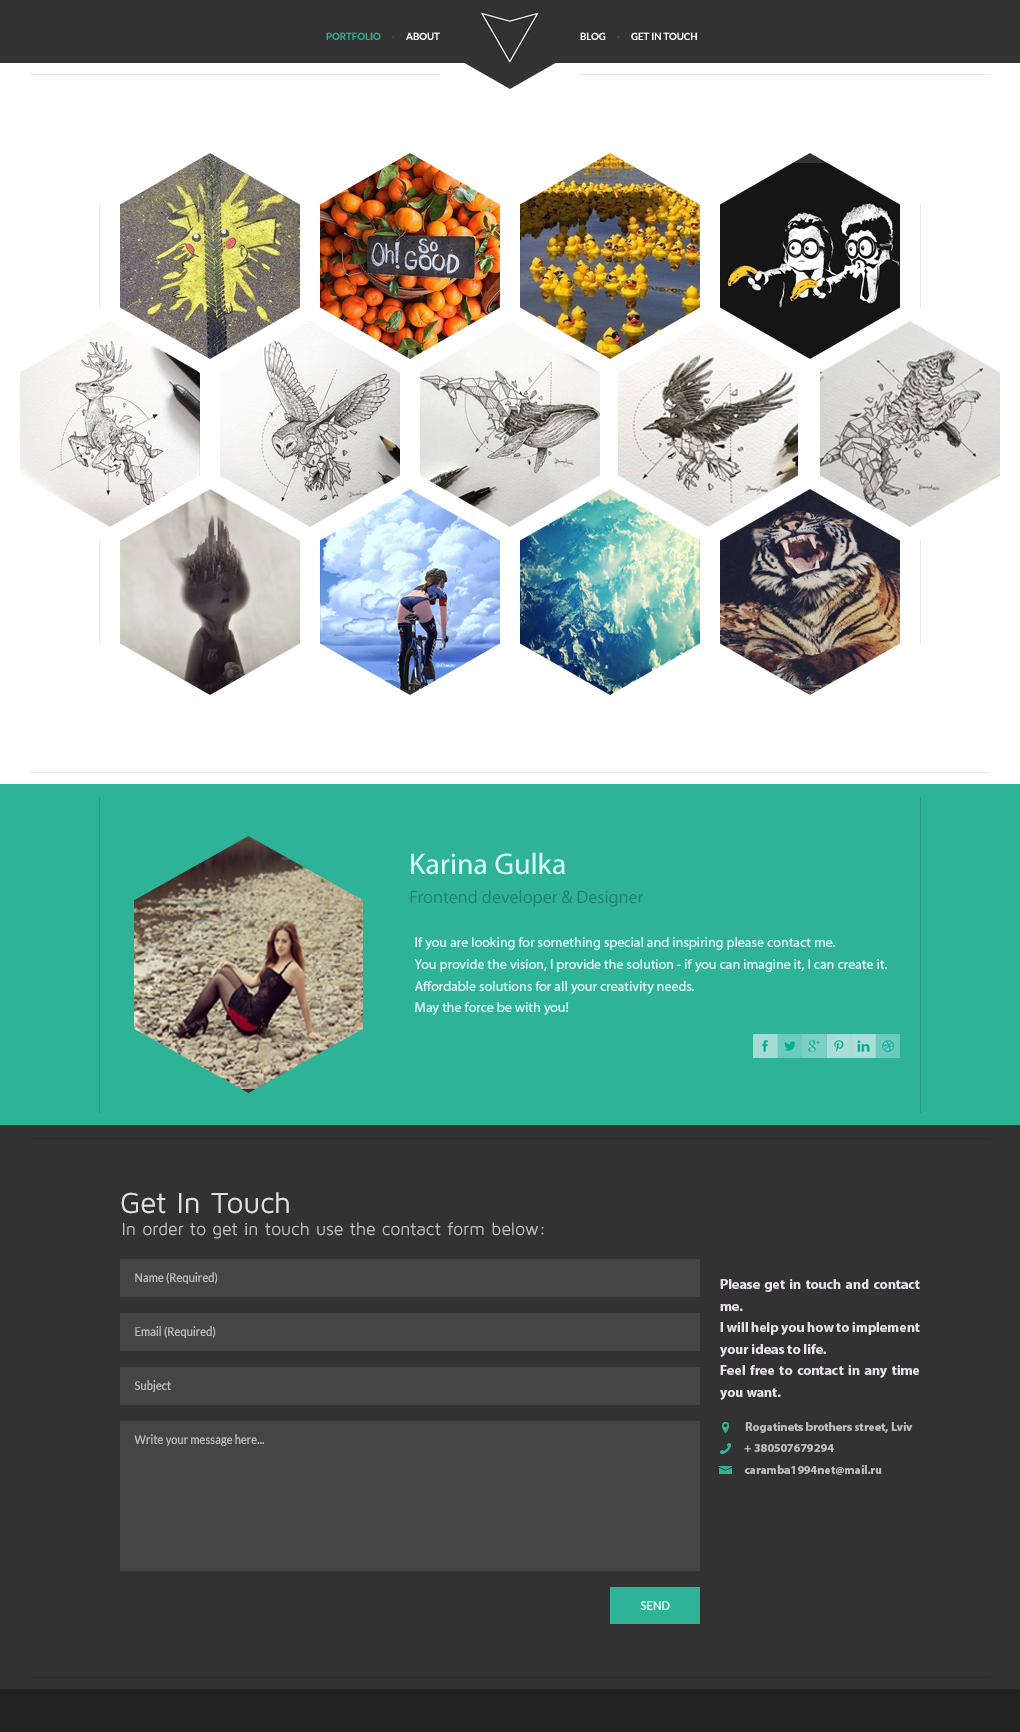 PORTFOLIO · ABOUT
BLOG · GET IN TOUCH
Oh! SO GOOD
Karina Gulka
Frontend developer & Designer
If you are looking for something special and inspiring please contact me.
You provide the vision, I provide the solution - if you can imagine it, I can create it.
Affordable solutions for all your creativity needs.
May the force be with you!
Get In Touch
In order to get in touch use the contact form below:
Name (Required)
Email (Required)
Subject
Write your message here...
SEND
Please get in touch and contact
me.
I will help you how to implement
your ideas to life.
Feel free to contact in any time
you want.
Rogatinets brothers street, Lviv
+ 380507679294
caramba1994net@mail.ru